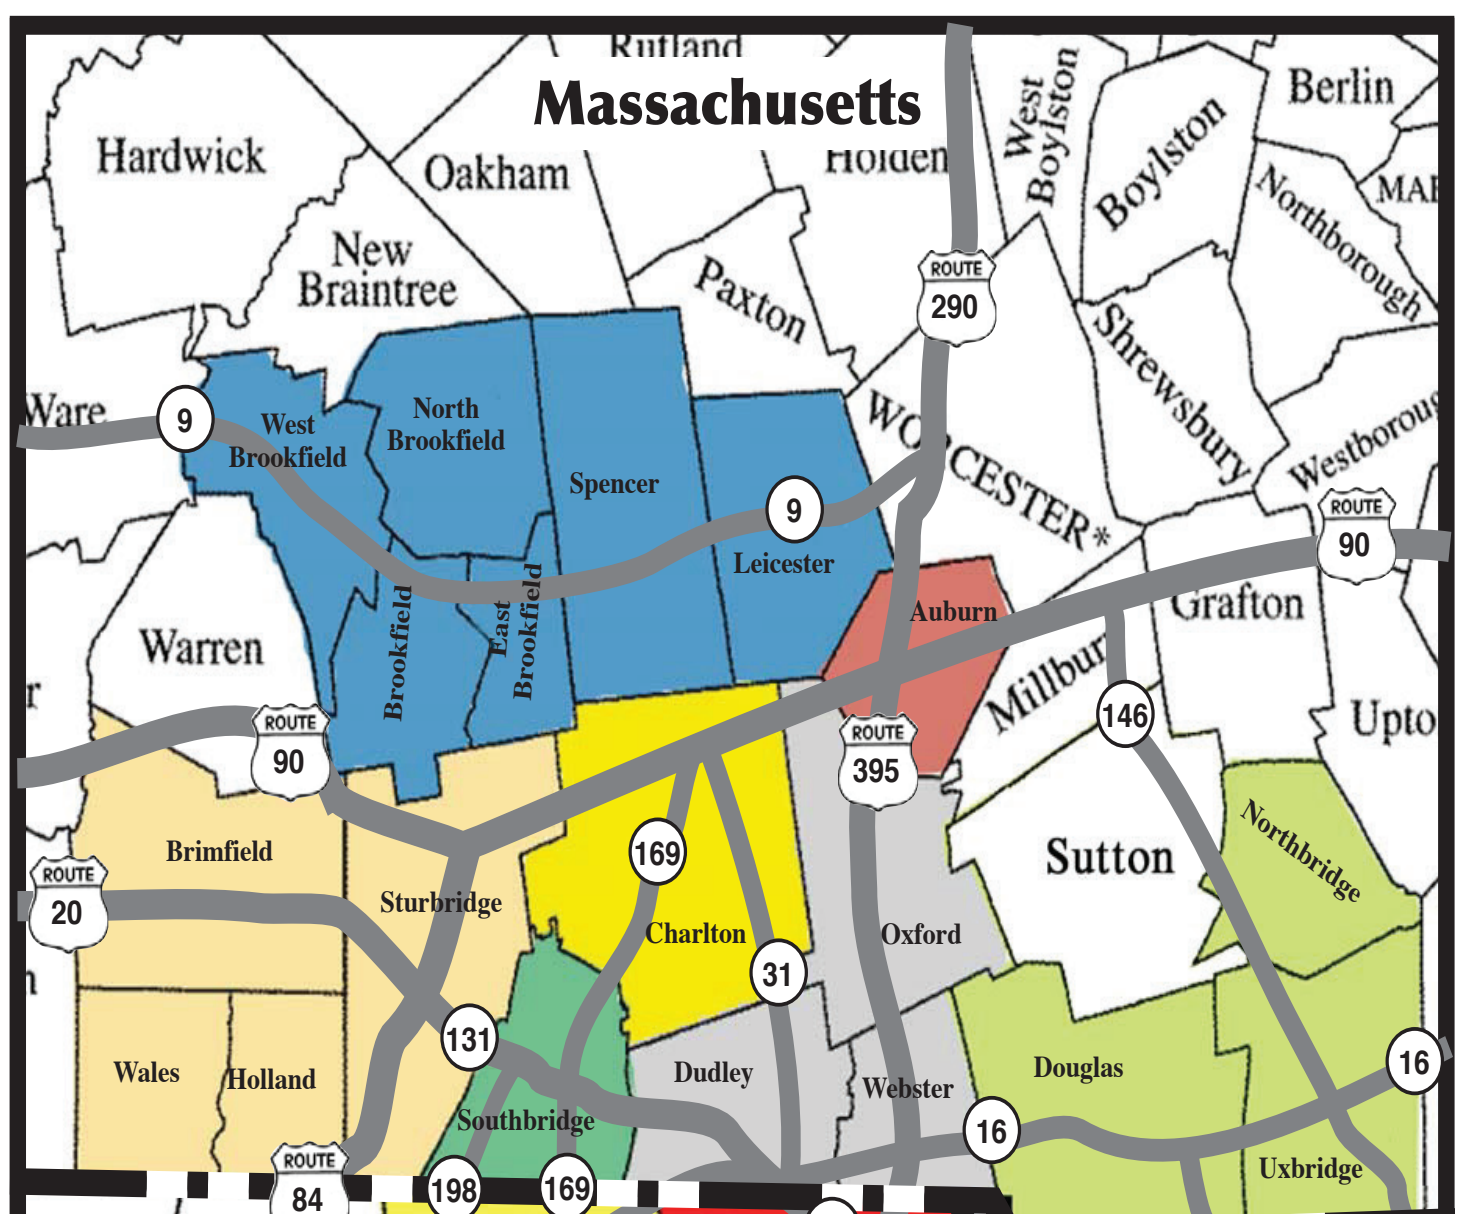 Rutland
Massachusetts
Hardwick
Oakham
Holden
West
Boylston
Boylston
Berlin
Northborough
New
Braintree
Paxton
ROUTE
290
Shrewsbury
Ware
9
West
Brookfield
North
Brookfield
Spencer
9
Leicester
WORCESTER*
Westboroug
ROUTE
90
Warren
Brookfield
East
Brookfield
Auburn
Grafton
Millbur
r
ROUTE
90
ROUTE
395
146
Upto
Brimfield
ROUTE
20
Sturbridge
169
Charlton
31
Oxford
Sutton
Northbridge
n
131
Wales
Holland
Southbridge
Dudley
Webster
Douglas
16
16
Uxbridge
ROUTE
84
198
169